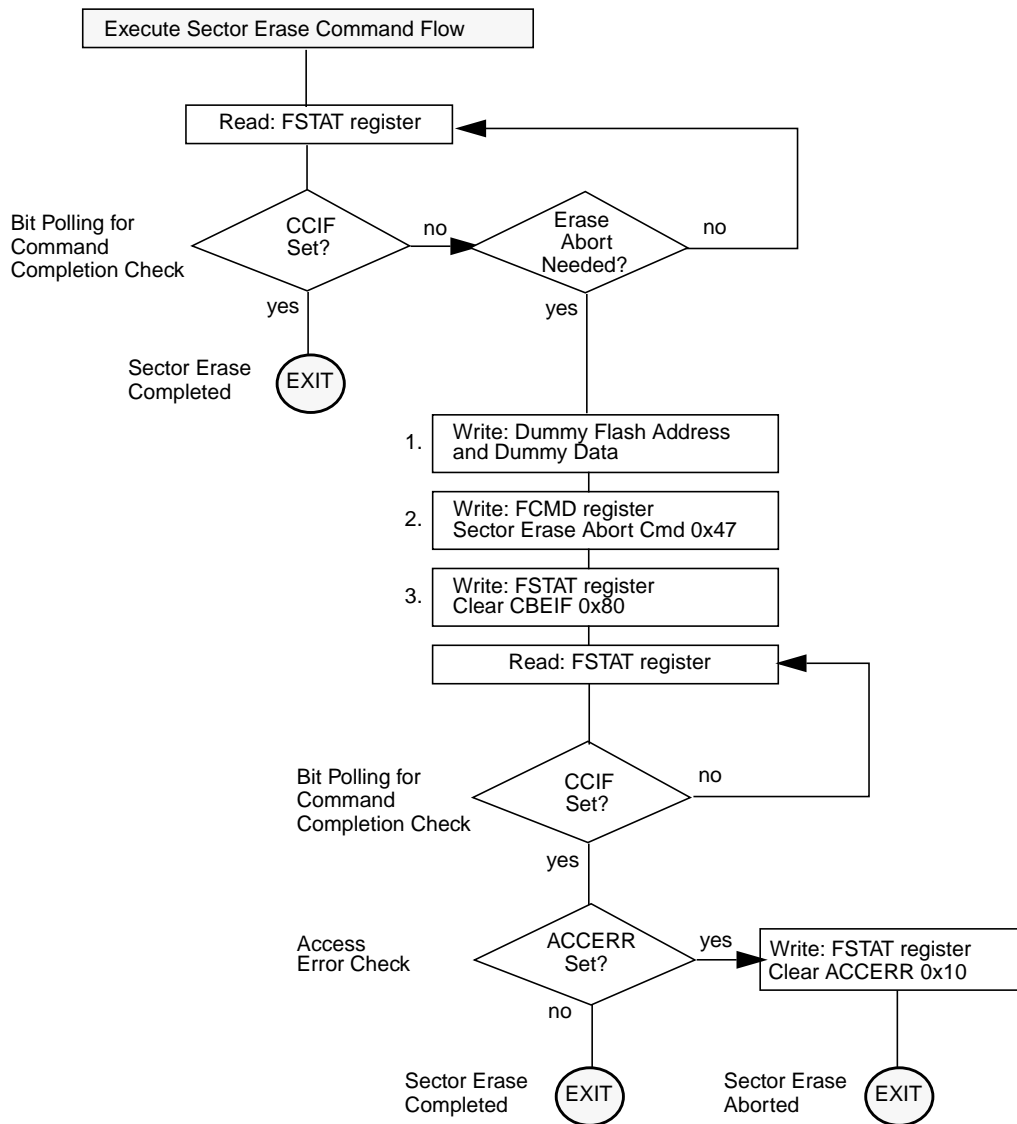 Execute Sector Erase Command Flow
Read: FSTAT register
Bit Polling for
Command
Completion Check
CCIF
Set?
no
Erase
Abort
Needed?
no
yes
yes
Sector Erase
Completed
EXIT
1.
Write: Dummy Flash Address
and Dummy Data
2.
Write: FCMD register
Sector Erase Abort Cmd 0x47
3.
Write: FSTAT register
Clear CBEIF 0x80
Read: FSTAT register
Bit Polling for
Command
Completion Check
CCIF
Set?
no
yes
Access
Error Check
ACCERR
Set?
yes
Write: FSTAT register
Clear ACCERR 0x10
no
Sector Erase
Completed
EXIT
Sector Erase
Aborted
EXIT